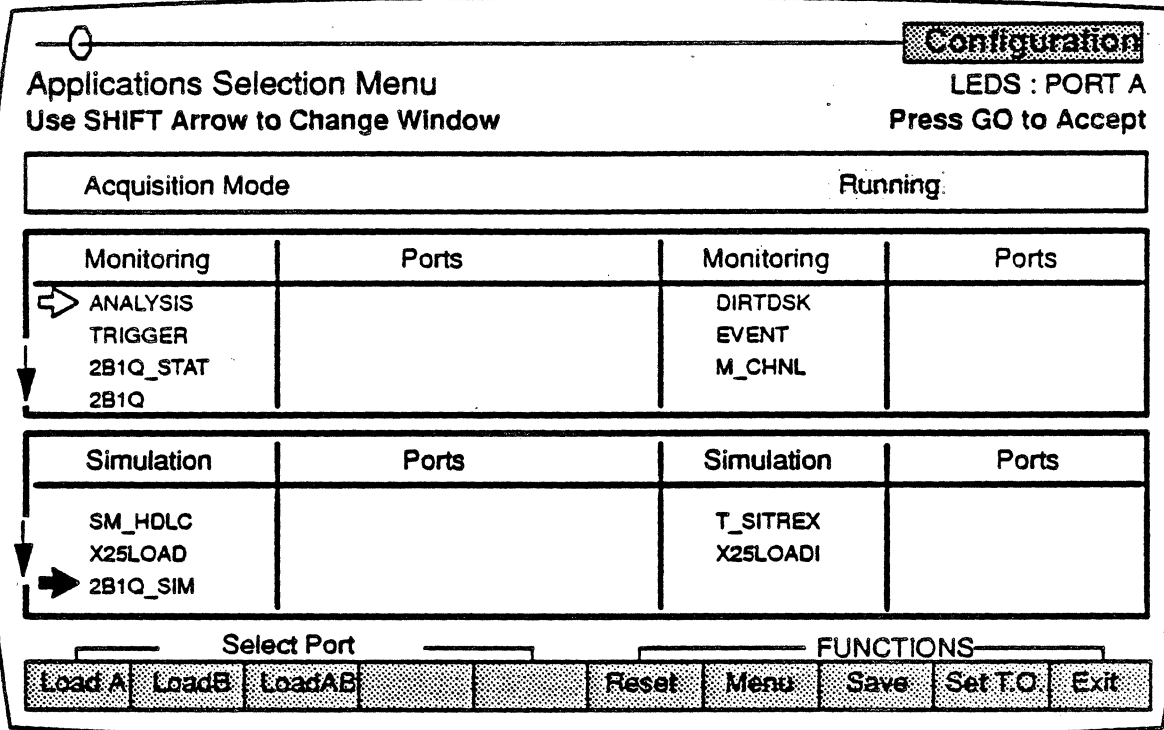 Configuration
Applications Selection Menu LEDS : PORT A
Use SHIFT Arrow to Change Window Press GO to Accept
Acquisition Mode Running
Monitoring Ports Monitoring Ports
ANALYSIS DIRTDSK
TRIGGER EVENT
2B1Q_STAT M_CHNL
2B1Q
Simulation Ports Simulation Ports
SM_HDLC T_SITREX
X25LOAD X25LOADI
2B1Q_SIM
Select Port FUNCTIONS
Load A LoadB LoadAB Reset Menu Save Set T.O Exit